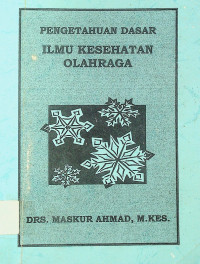 PENGETAHUAN DASAR
ILMU KESEHATAN
OLAHRAGA
DRS. MASKUR AHMAD, M.KES.